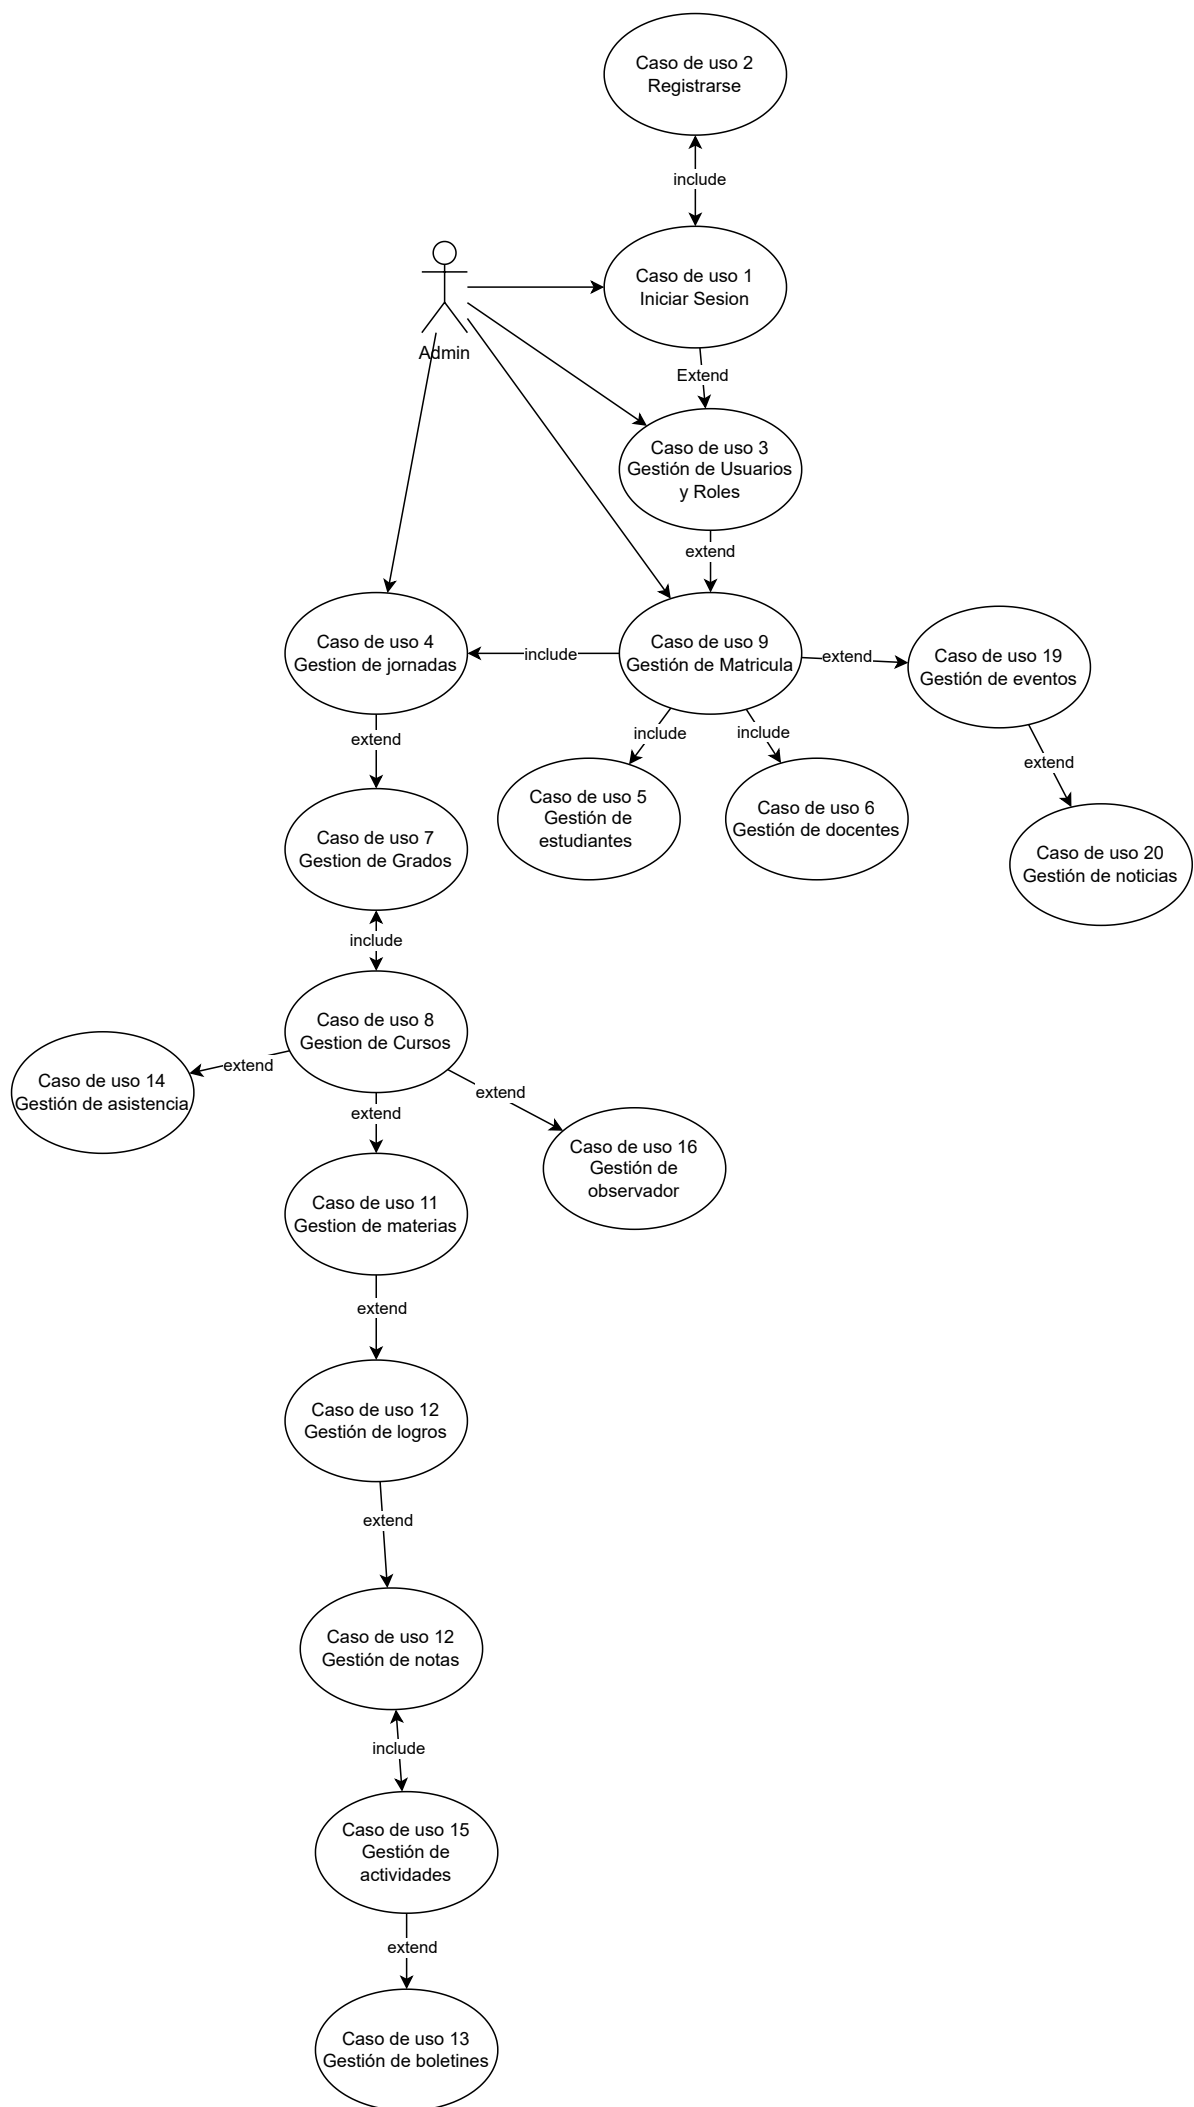 Caso de uso 2
Registrarse
include
Caso de uso 1
Iniciar Sesion
Admin
Extend
Caso de uso 3
Gestión de Usuarios
y Roles
extend
Caso de uso 4
Gestion de jornadas
include
Caso de uso 9
Gestión de Matricula
extend
Caso de uso 19
Gestión de eventos
extend
include
include
extend
Caso de uso 7
Gestion de Grados
Caso de uso 5
Gestión de
estudiantes
Caso de uso 6
Gestión de docentes
Caso de uso 20
Gestión de noticias
include
Caso de uso 8
Gestion de Cursos
extend
Caso de uso 14
Gestión de asistencia
extend
extend
Caso de uso 16
Gestión de
observador
Caso de uso 11
Gestion de materias
extend
Caso de uso 12
Gestión de logros
extend
Caso de uso 12
Gestión de notas
include
Caso de uso 15
Gestión de
actividades
extend
Caso de uso 13
Gestión de boletines